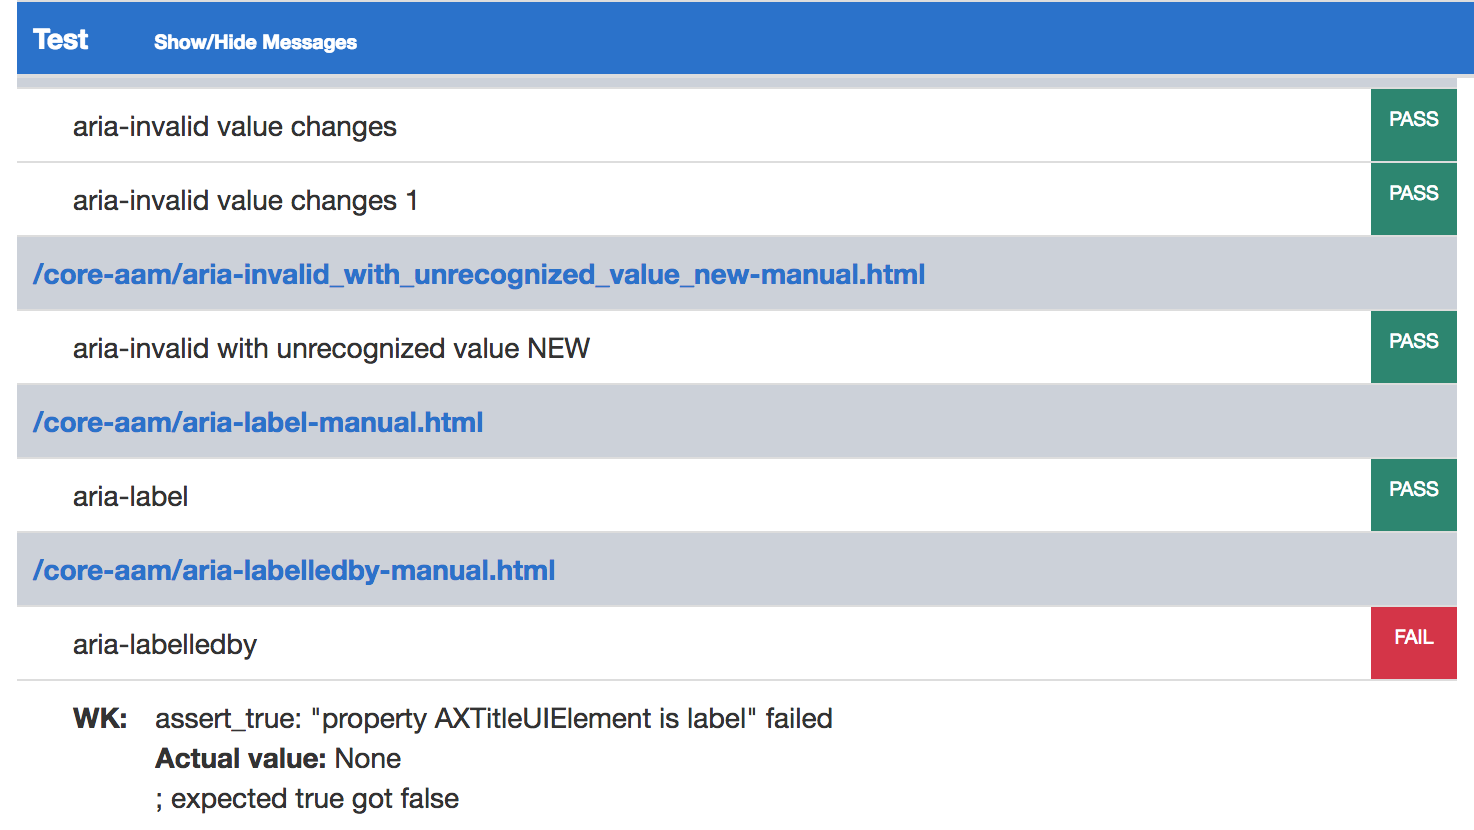 Test Show/Hide Messages
aria-invalid value changes PASS
aria-invalid value changes 1 PASS
/core-aam/aria-invalid_with_unrecognized_value_new-manual.html
aria-invalid with unrecognized value NEW PASS
/core-aam/aria-label-manual.html
aria-label PASS
/core-aam/aria-labelledby-manual.html
aria-labelledby FAIL
WK: assert_true: "property AXTitleUIElement is label" failed
Actual value: None
; expected true got false